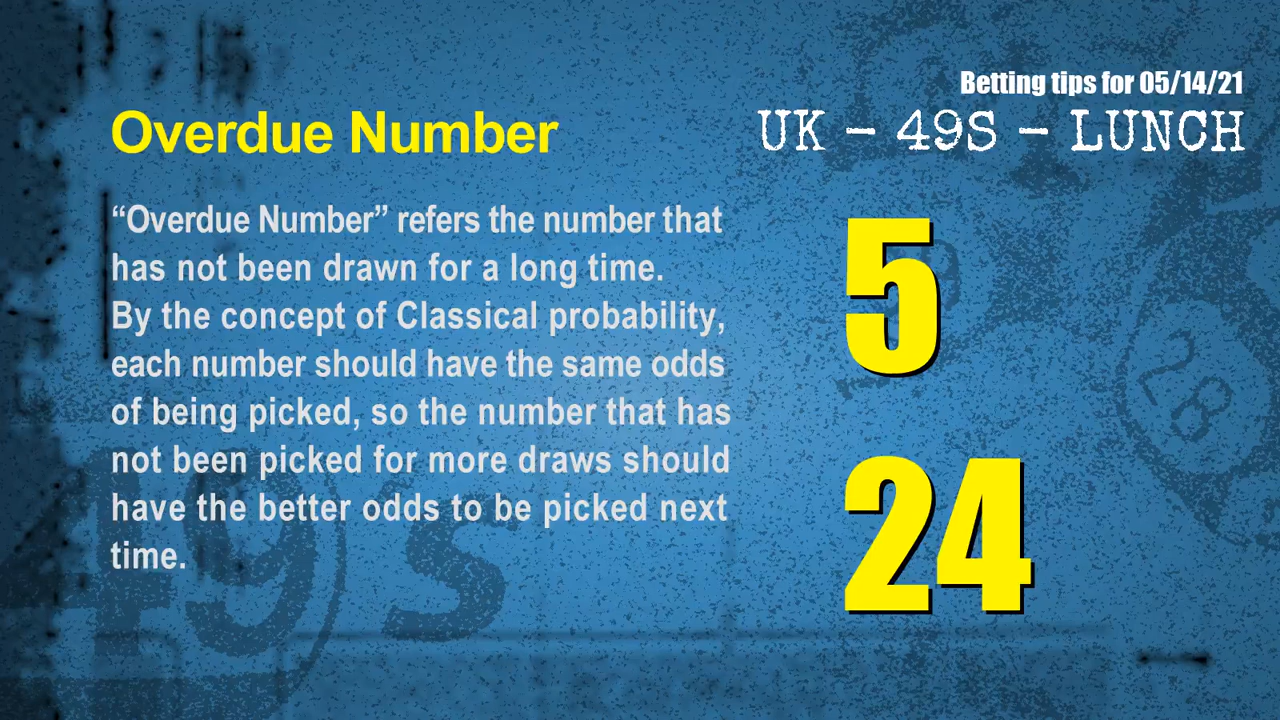 Betting tips for 05/14/21
UK - 49S - LUNCH
Overdue Number
“Overdue Number” refers the number that
has not been drawn for a long time.
By the concept of Classical probability,
each number should have the same odds
of being picked, so the number that has
not been picked for more draws should
have the better odds to be picked next
time.
5
24
49s
28